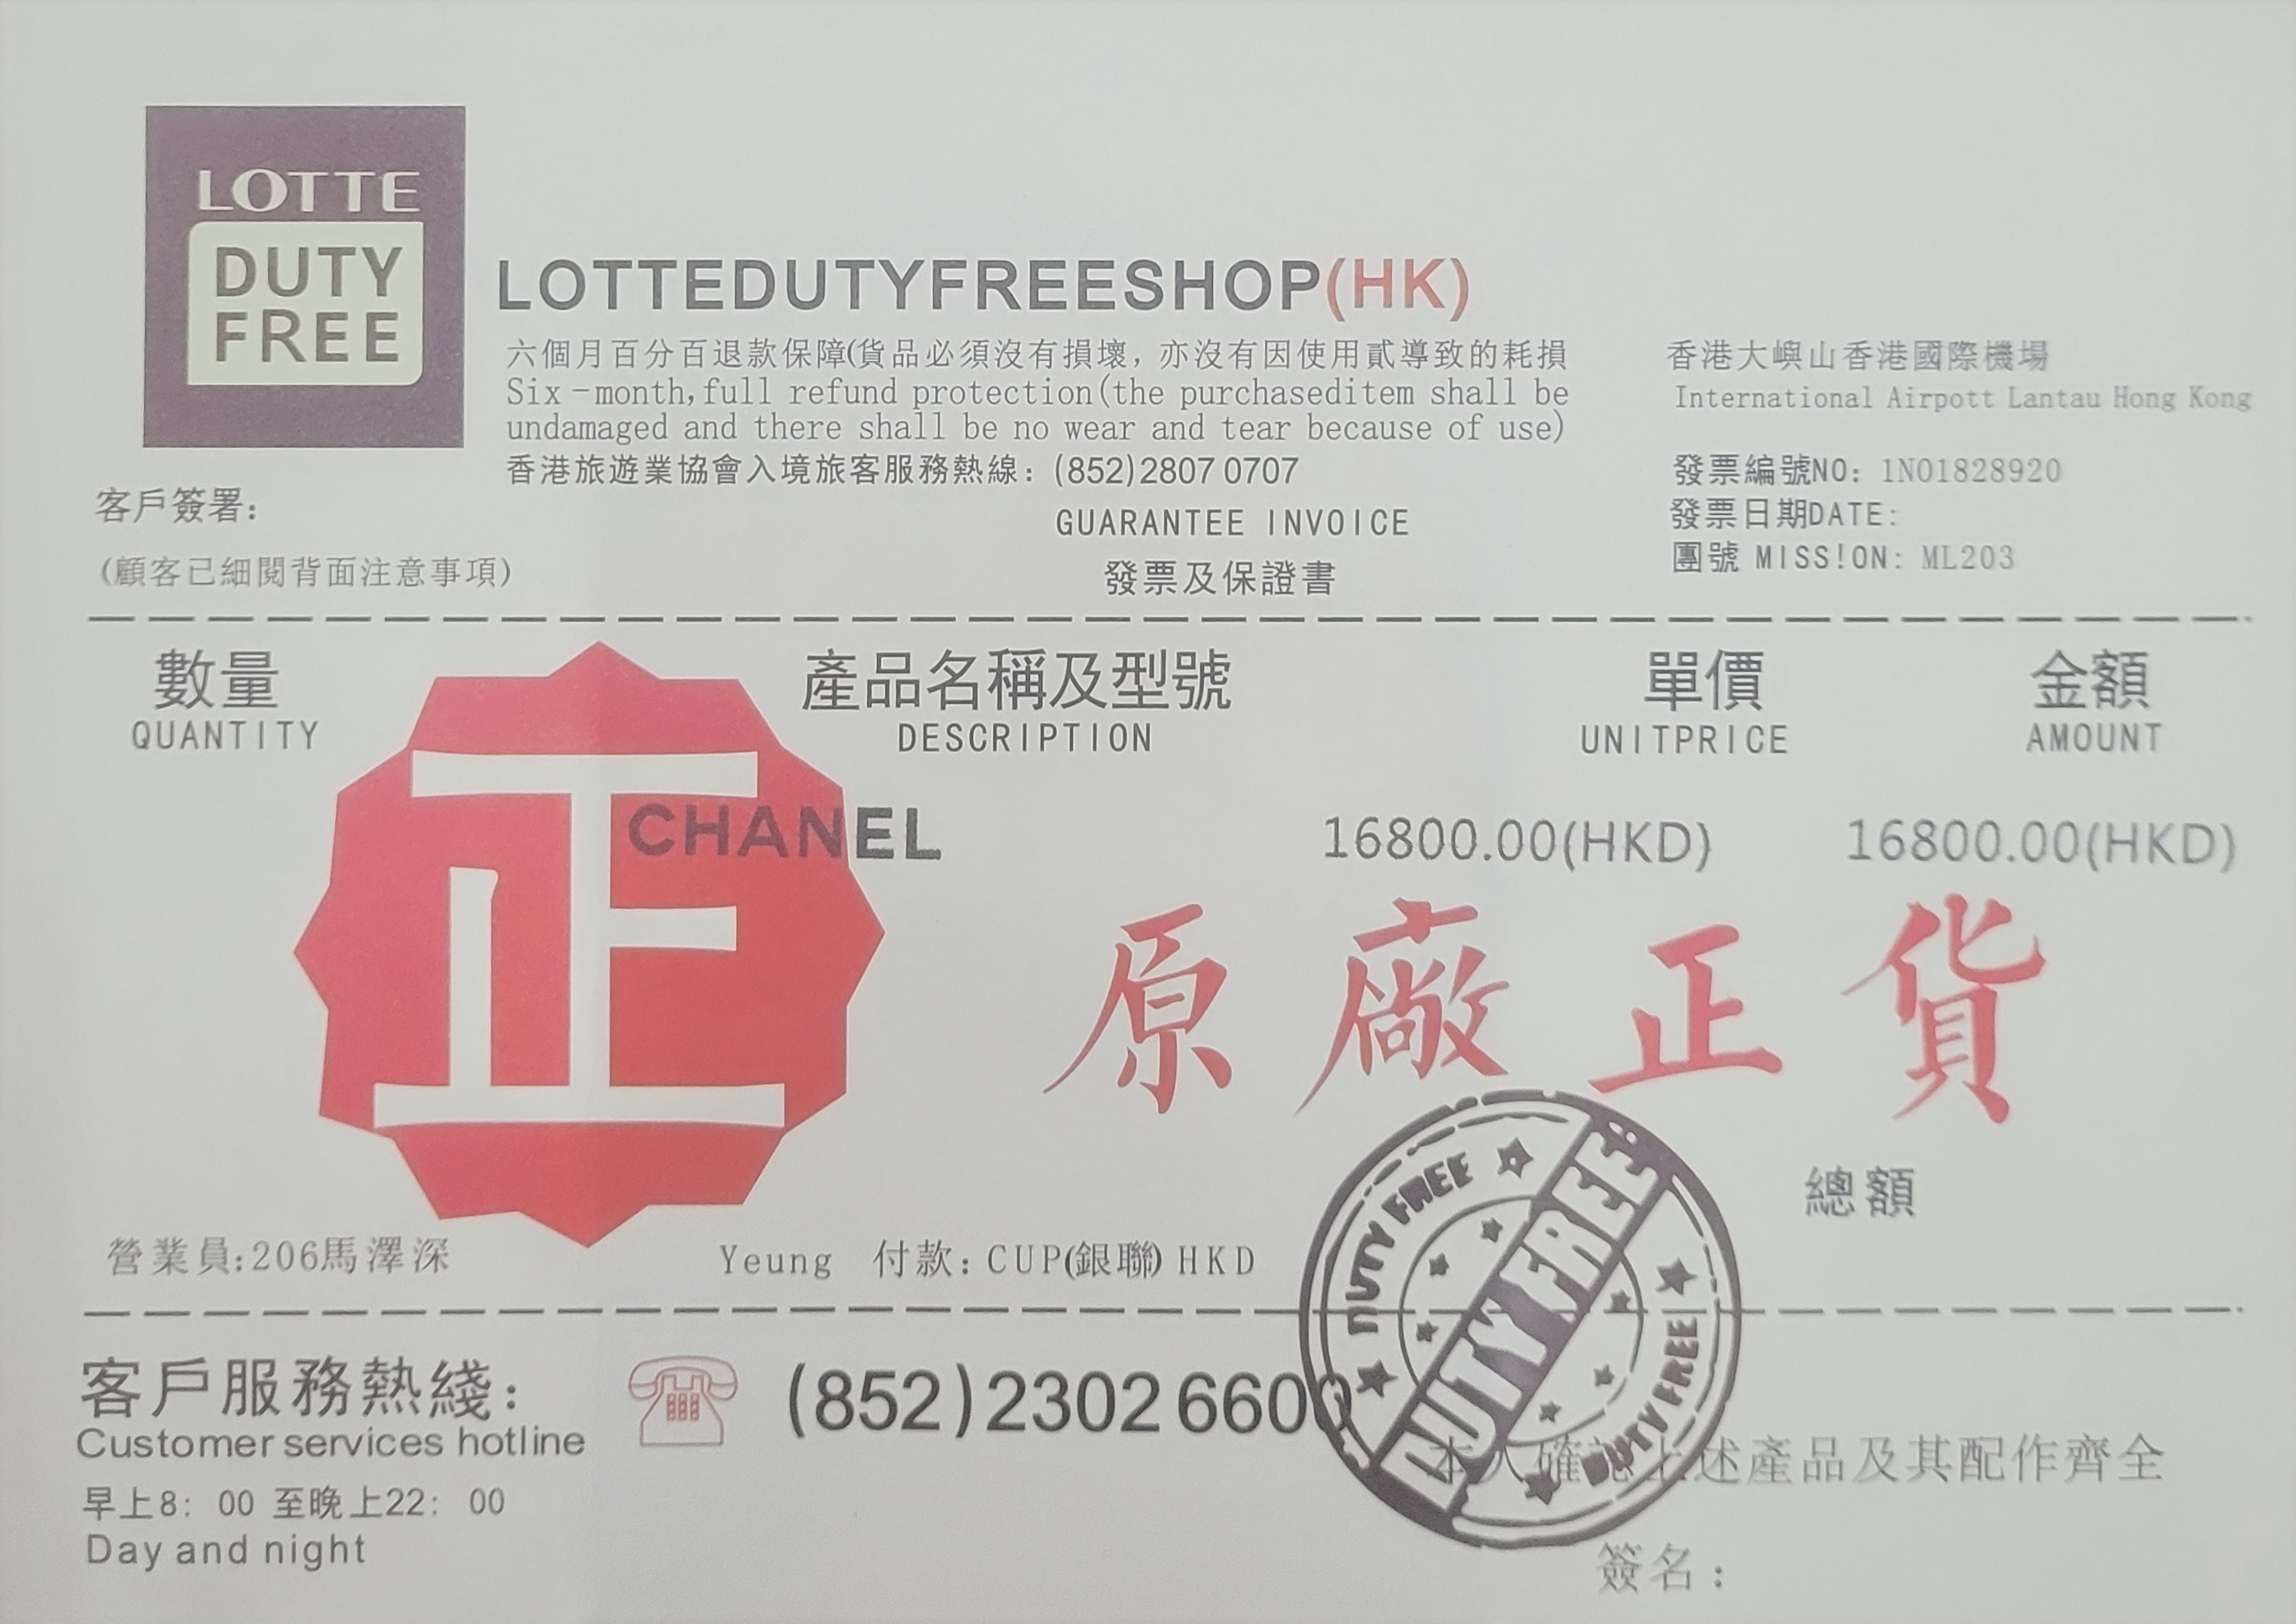 LOTTE
DUTY
FREE
LOTTEDUTYFREESHOP(HK)
六個月百分百退款保障(貨品必須沒有損壞，亦沒有因使用貳導致的耗損
Six-month,full refund protection(the purchaseditem shall be
undamaged and there shall be no wear and tear because of use)
香港旅遊業協會入境旅客服務熱線：(852)2807 0707
香港大嶼山香港國際機場
International Airpott Lantau Hong Kong
發票編號NO: 1N01828920
發票日期DATE:
團號 MISS!ON: ML203
客戶簽署：
(顧客已細閱背面注意事項)
GUARANTEE INVOICE
發票及保證書
數量 產品名稱及型號 單價 金額
QUANTITY DESCRIPTION UNITPRICE AMOUNT
正
CHANEL 16800.00(HKD) 16800.00(HKD)
原廠正貨
總額
營業員:206馬澤深 Yeung 付款：CUP(銀聯) HKD
DUTY FREE
DUTY FREE
DUTY FREE
客戶服務熱綫：
Customer services hotline
(852)2302 6600
早上8：00 至晚上22：00
Day and night
本人確認上述產品及其配作齊全
簽名：